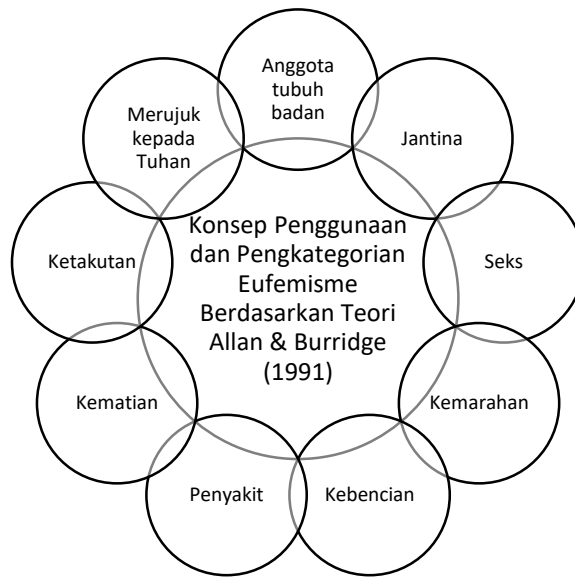 Anggota
tubuh
badan
Jantina
Seks
Kemarahan
Kebencian
Penyakit
Kematian
Ketakutan
Merujuk
kepada
Tuhan
Konsep Penggunaan
dan Pengkategorian
Eufemisme
Berdasarkan Teori
Allan & Burridge
(1991)